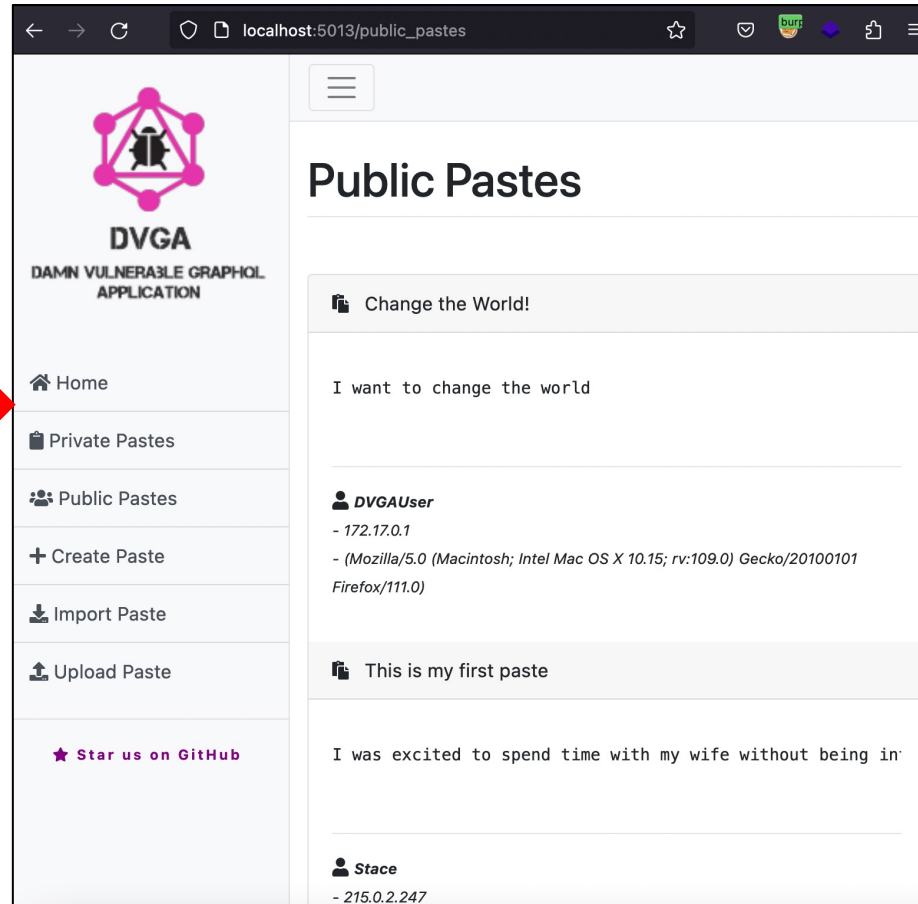 localhost:5013/public_pastes
burp
DVGA
DAMN VULNERA3LE GRAPHQL
APPLICATION
Home
Private Pastes
Public Pastes
Create Paste
Import Paste
Upload Paste
Star us on GitHub
Public Pastes
Change the World!
I want to change the world
DVGAUser
- 172.17.0.1
- (Mozilla/5.0 (Macintosh; Intel Mac OS X 10.15; rv:109.0) Gecko/20100101
Firefox/111.0)
This is my first paste
I was excited to spend time with my wife without being
Stace
- 215.0.2.247